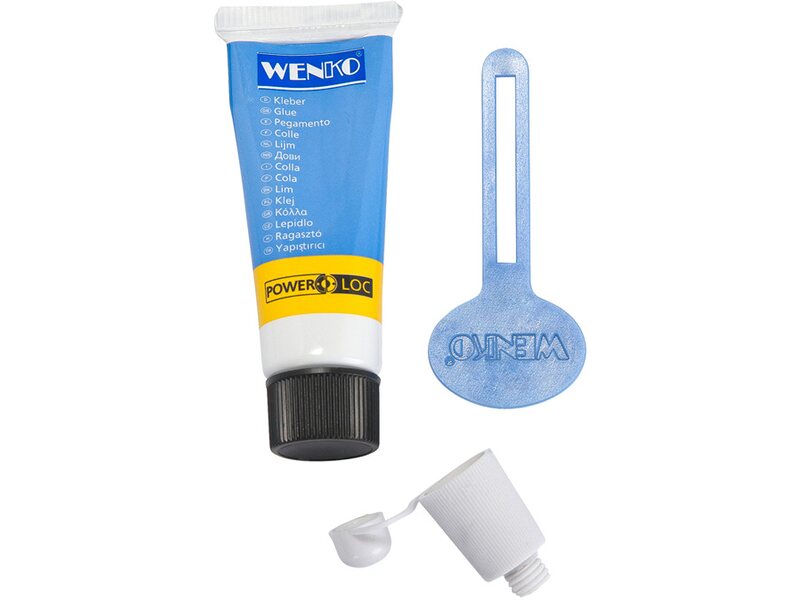 WENKO®
Kleber
Glue
Pegamento
Colle
Lijm
Дови
Colla
Cola
Lim
Klej
Κόλλα
Lepidlo
Ragasztó
Yapıştırıcı
POWER LOC
WENKO®